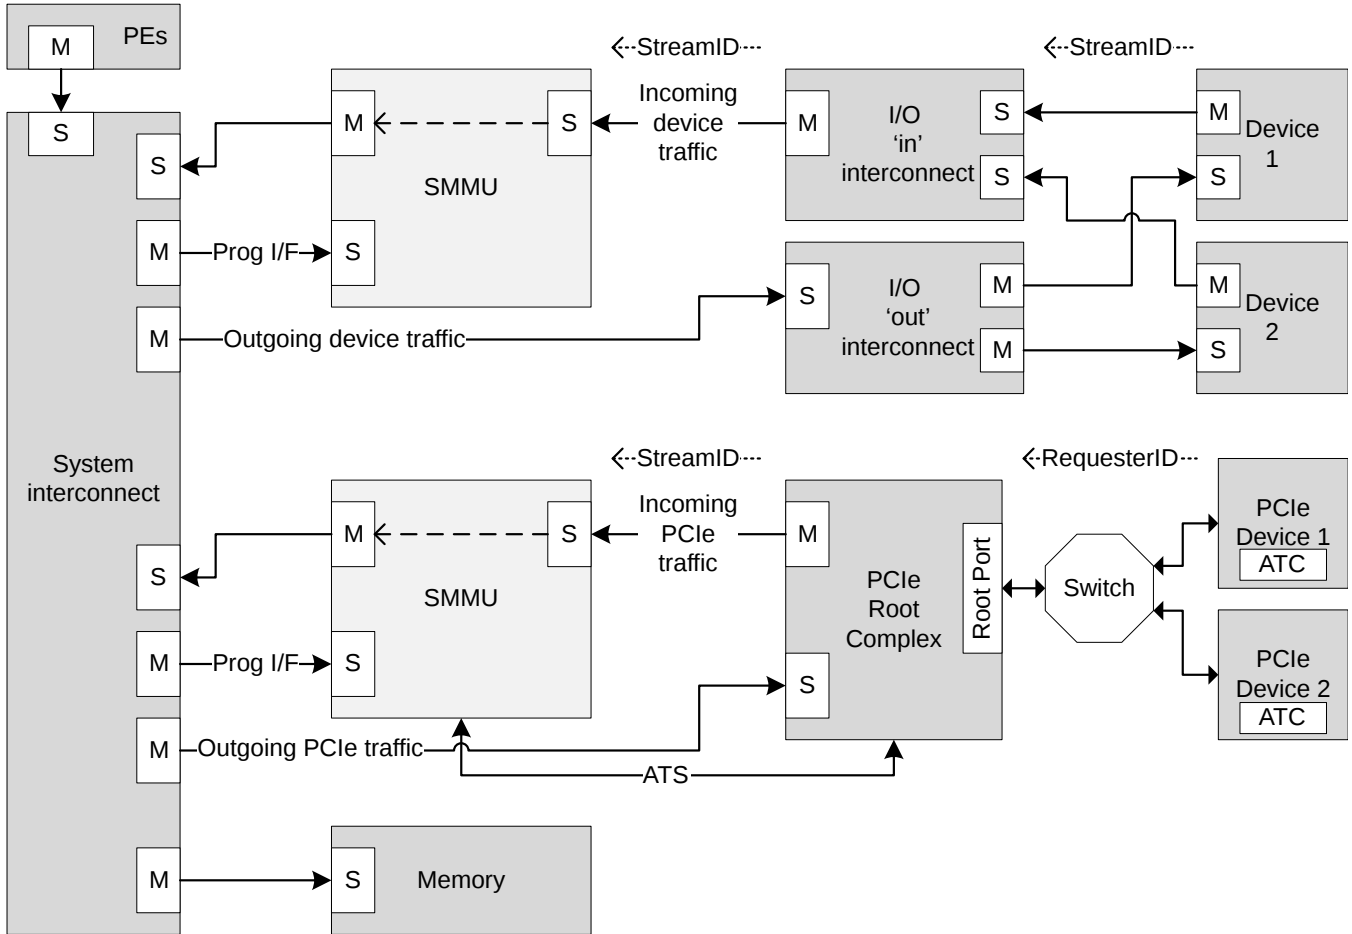 PEs
M
StreamID
StreamID
S
S
M
S
Incoming
device
traffic
M
I/O
‘in’
interconnect
S
S
M
S
Device
1
SMMU
M
Prog I/F
S
M
Outgoing device traffic
S
I/O
‘out’
interconnect
M
M
M
S
Device
2
System
interconnect
StreamID
RequesterID
S
M
S
Incoming
PCIe
traffic
M
SMMU
PCIe
Root
Complex
Root Port
Switch
PCIe
Device 1
ATC
M
Prog I/F
S
S
PCIe
Device 2
ATC
M
Outgoing PCIe traffic
ATS
M
S
Memory